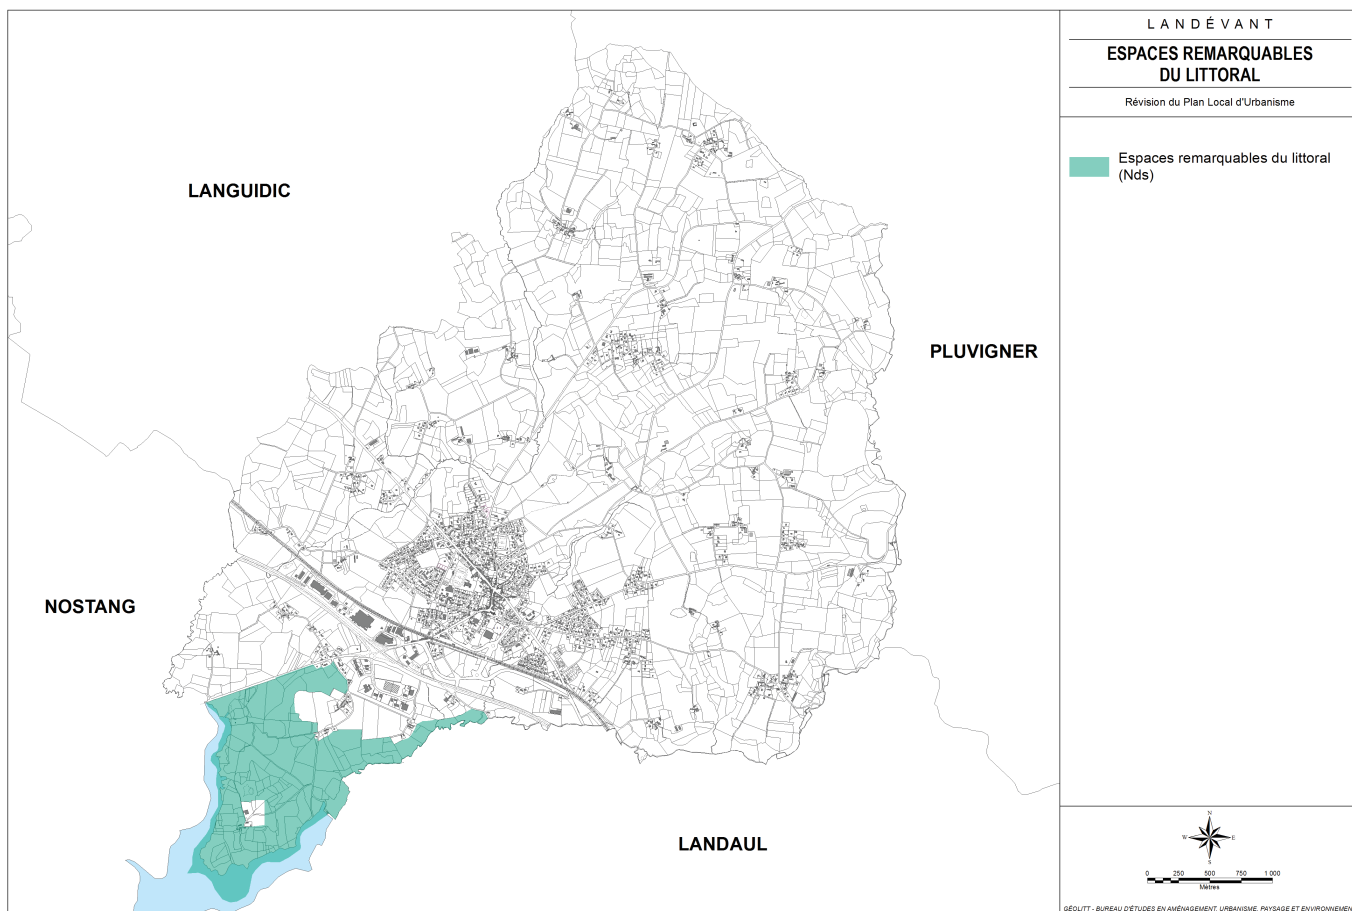 LANDÉVANT
ESPACES REMARQUABLES
DU LITTORAL
Révision du Plan Local d'Urbanisme
Espaces remarquables du littoral
(Nds)
LANGUIDIC
PLUVIGNER
NOSTANG
LANDAUL
N
W E
S
0 250 500 750 1 000
Mètres
GÉOLITT - BUREAU D'ÉTUDES EN AMÉNAGEMENT, URBANISME, PAYSAGE ET ENVIRONNEMEN